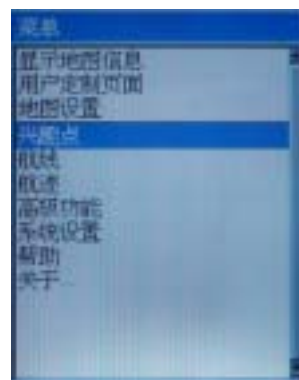 菜单
显示地图信息
用户定制页面
地图设置
兴趣点
航线
航迹
高级功能
系统设置
帮助
关于